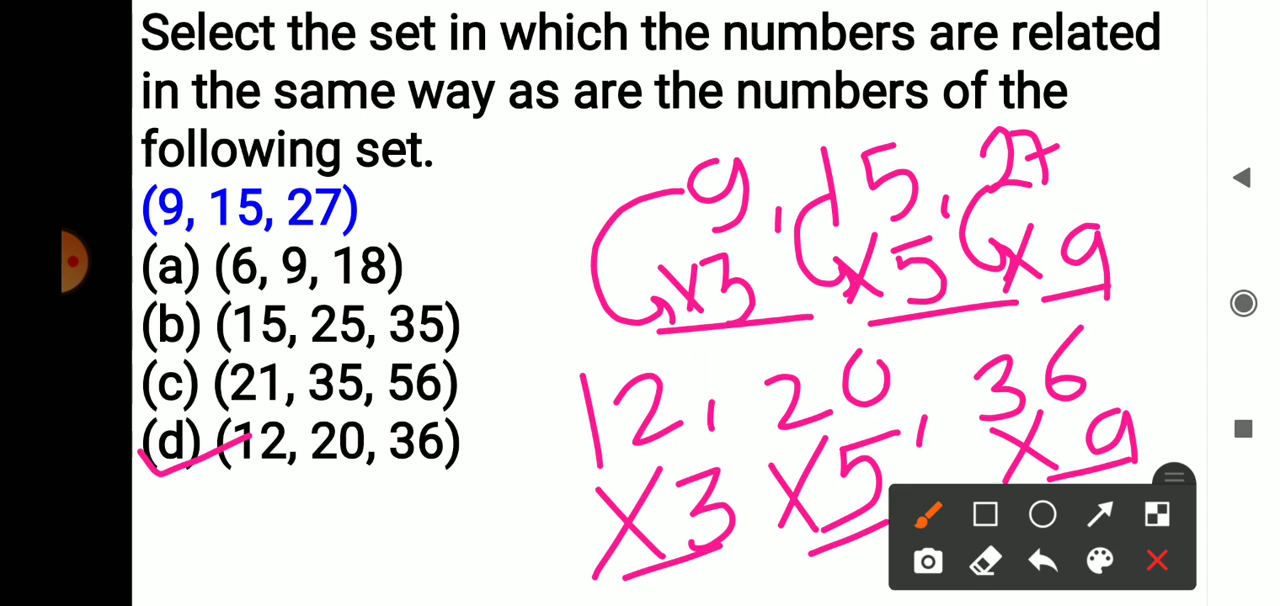 Select the set in which the numbers are related
in the same way as are the numbers of the
following set.
(9, 15, 27)
(a) (6, 9, 18)
(b) (15, 25, 35)
(c) (21, 35, 56)
(d) (12, 20, 36)
9, 15, 27
×3 ×5 ×9
12, 20, 36
×3 ×5 ×9